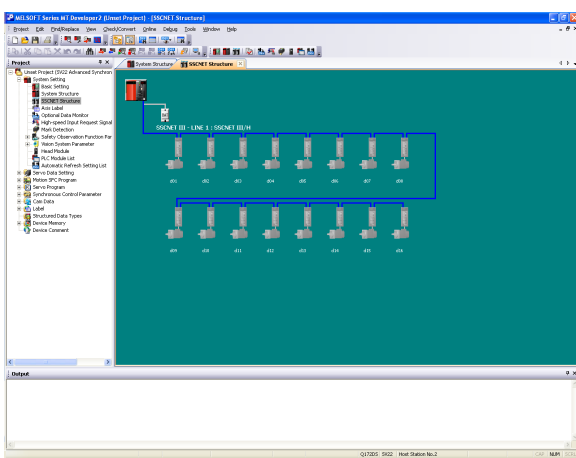 MELSOFT Series MT Developer2 (Unset Project) - [SSCNET Structure]
Project Edit Find/Replace View Check/Convert Online Debug Tools Window Help
Project
System Structure SSCNET Structure
Unset Project (SV22 Advanced Synchron
System Setting
Basic Setting
System Structure
SSCNET Structure
Axis Label
Optional Data Monitor
High-speed Input Request Signal
Mark Detection
Safety Observation Function Par
Vision System Parameter
Head Module
PLC Module List
Automatic Refresh Setting List
Servo Data Setting
Motion SFC Program
Servo Program
Synchronous Control Parameter
Cam Data
Label
Structured Data Types
Device Memory
Device Comment
SSCNET III - LINE 1 : SSCNET III/H
d01 d02 d03 d04 d05 d06 d07 d08
d09 d10 d11 d12 d13 d14 d15 d16
Output
Q172DS SV22 Host Station No.2 CAP NUM SCRL